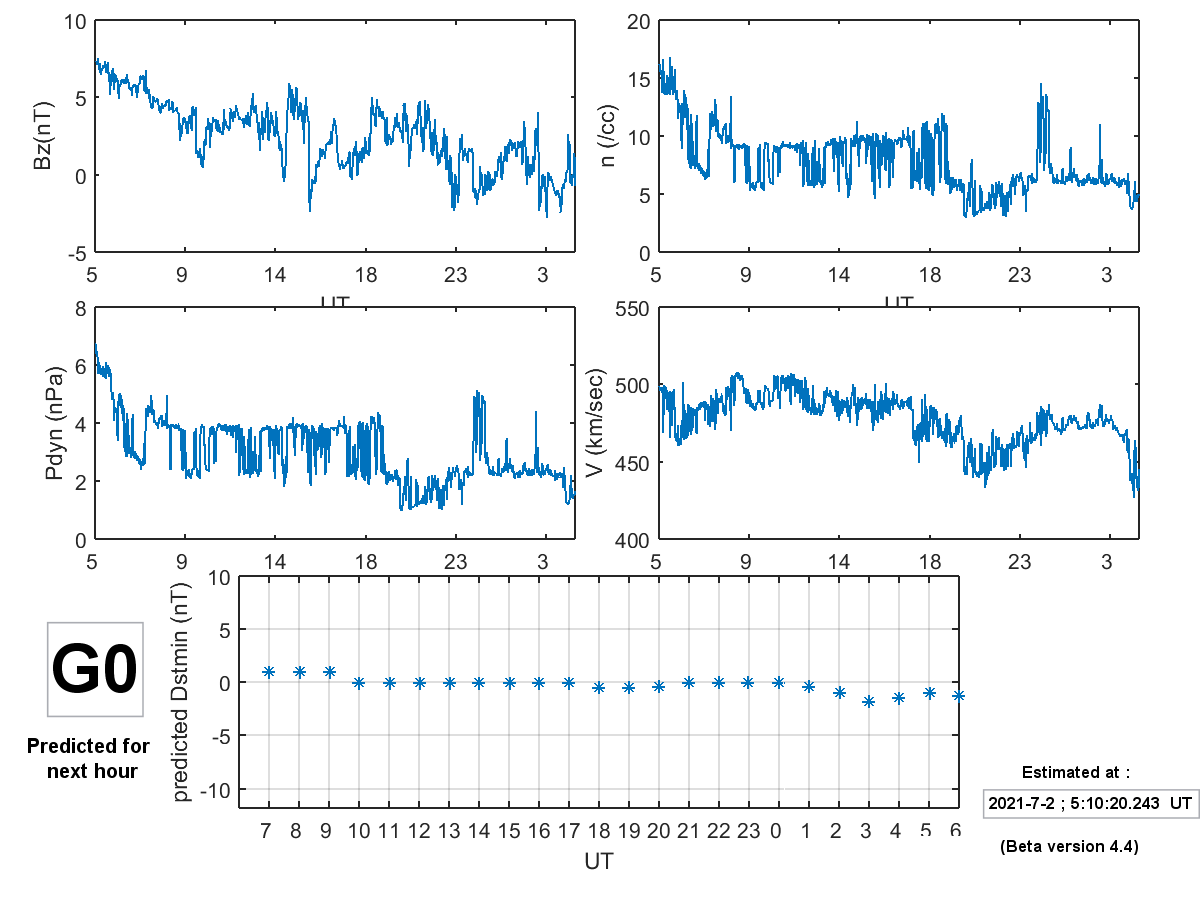 10
5
0
-5
Bz(nT)
5 9 14 18 23 3
UT
20
15
10
5
0
n (/cc)
5 9 14 18 23 3
UT
8
6
4
2
0
Pdyn (nPa)
5 9 14 18 23 3
550
500
450
400
V (km/sec)
5 9 14 18 23 3
10
5
0
-5
-10
predicted Dstmin (nT)
7 8 9 10 11 12 13 14 15 16 17 18 19 20 21 22 23 0 1 2 3 4 5 6
UT
G0
Predicted for
next hour
Estimated at :
2021-7-2 ; 5:10:20.243 UT
(Beta version 4.4)